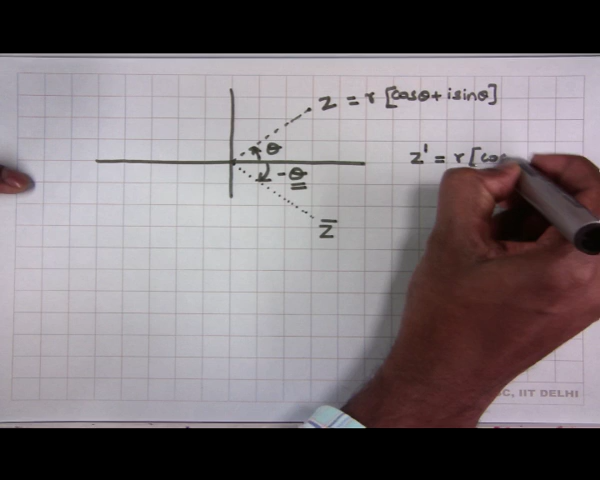 z = r [cosθ + i sinθ]
θ
z' = r [co
-θ
z̅
C, IIT DELHI